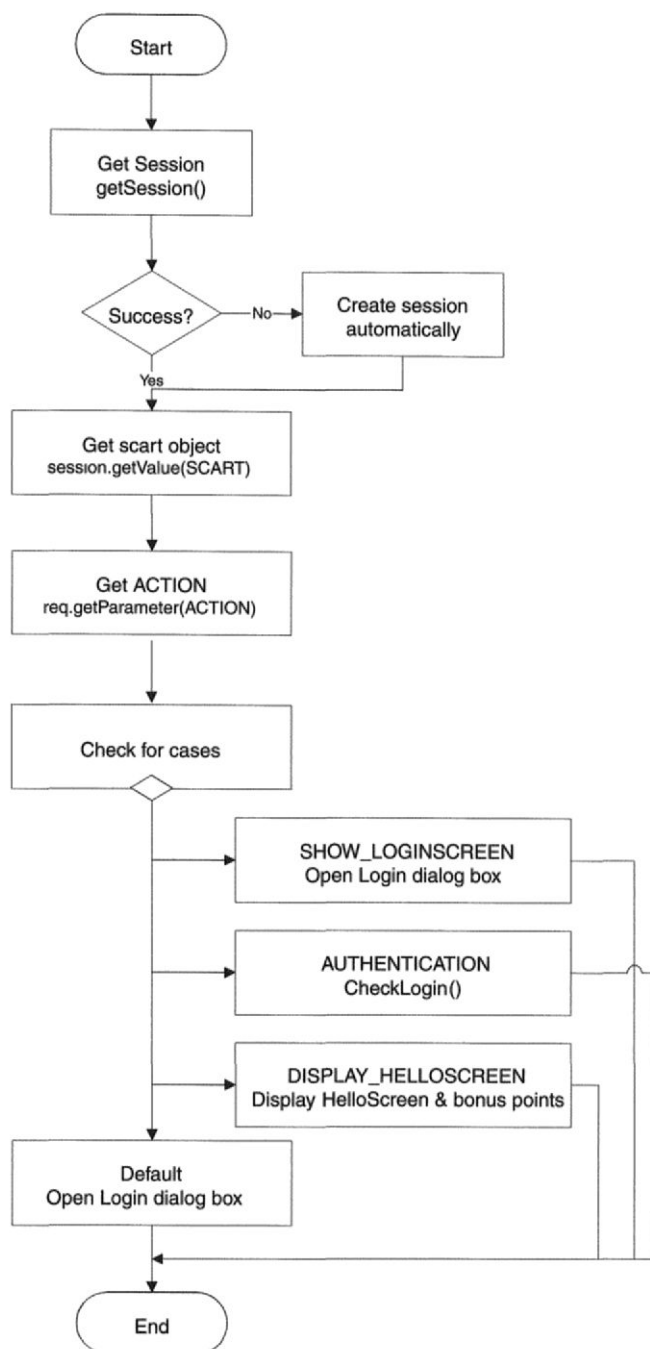 Start
Get Session
getSession()
Success?
No
Create session
automatically
Yes
Get scart object
session.getValue(SCART)
Get ACTION
req.getParameter(ACTION)
Check for cases
SHOW_LOGINSCREEN
Open Login dialog box
AUTHENTICATION
CheckLogin()
DISPLAY_HELLOSCREEN
Display HelloScreen & bonus points
Default
Open Login dialog box
End